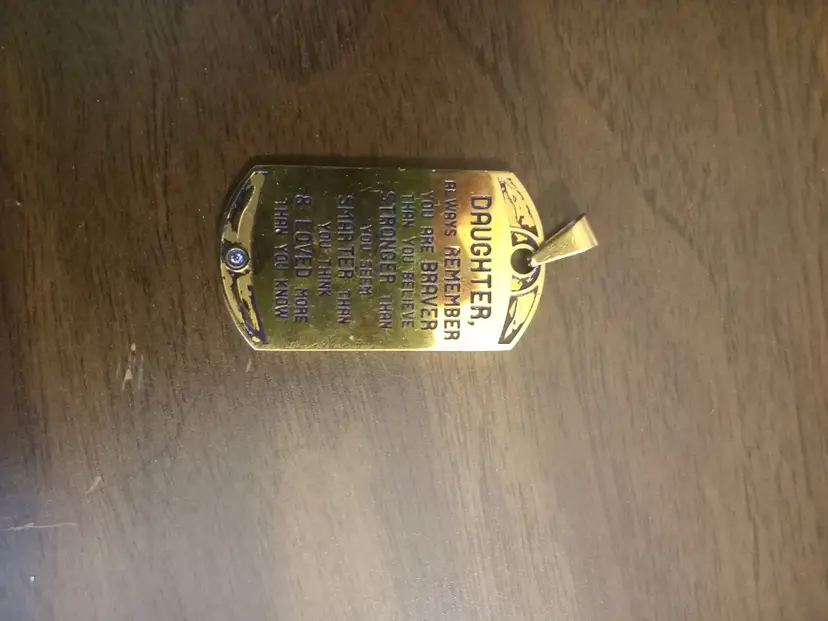 DAUGHTER,
ALWAYS REMEMBER
YOU ARE BRAVER
THAN YOU BELIEVE
STRONGER THAN
YOU SEEM
SMARTER THAN
YOU THINK
& LOVED MORE
THAN YOU KNOW